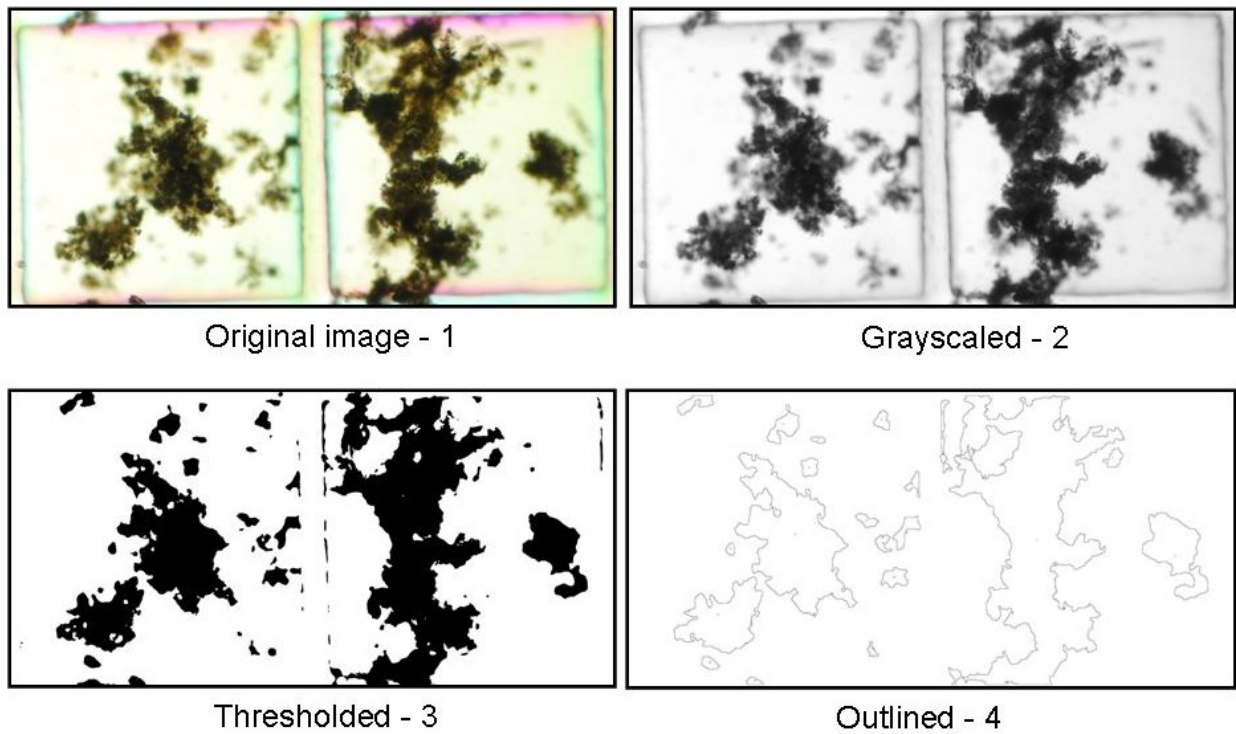 Original image - 1
Grayscaled - 2
Thresholded - 3
Outlined - 4